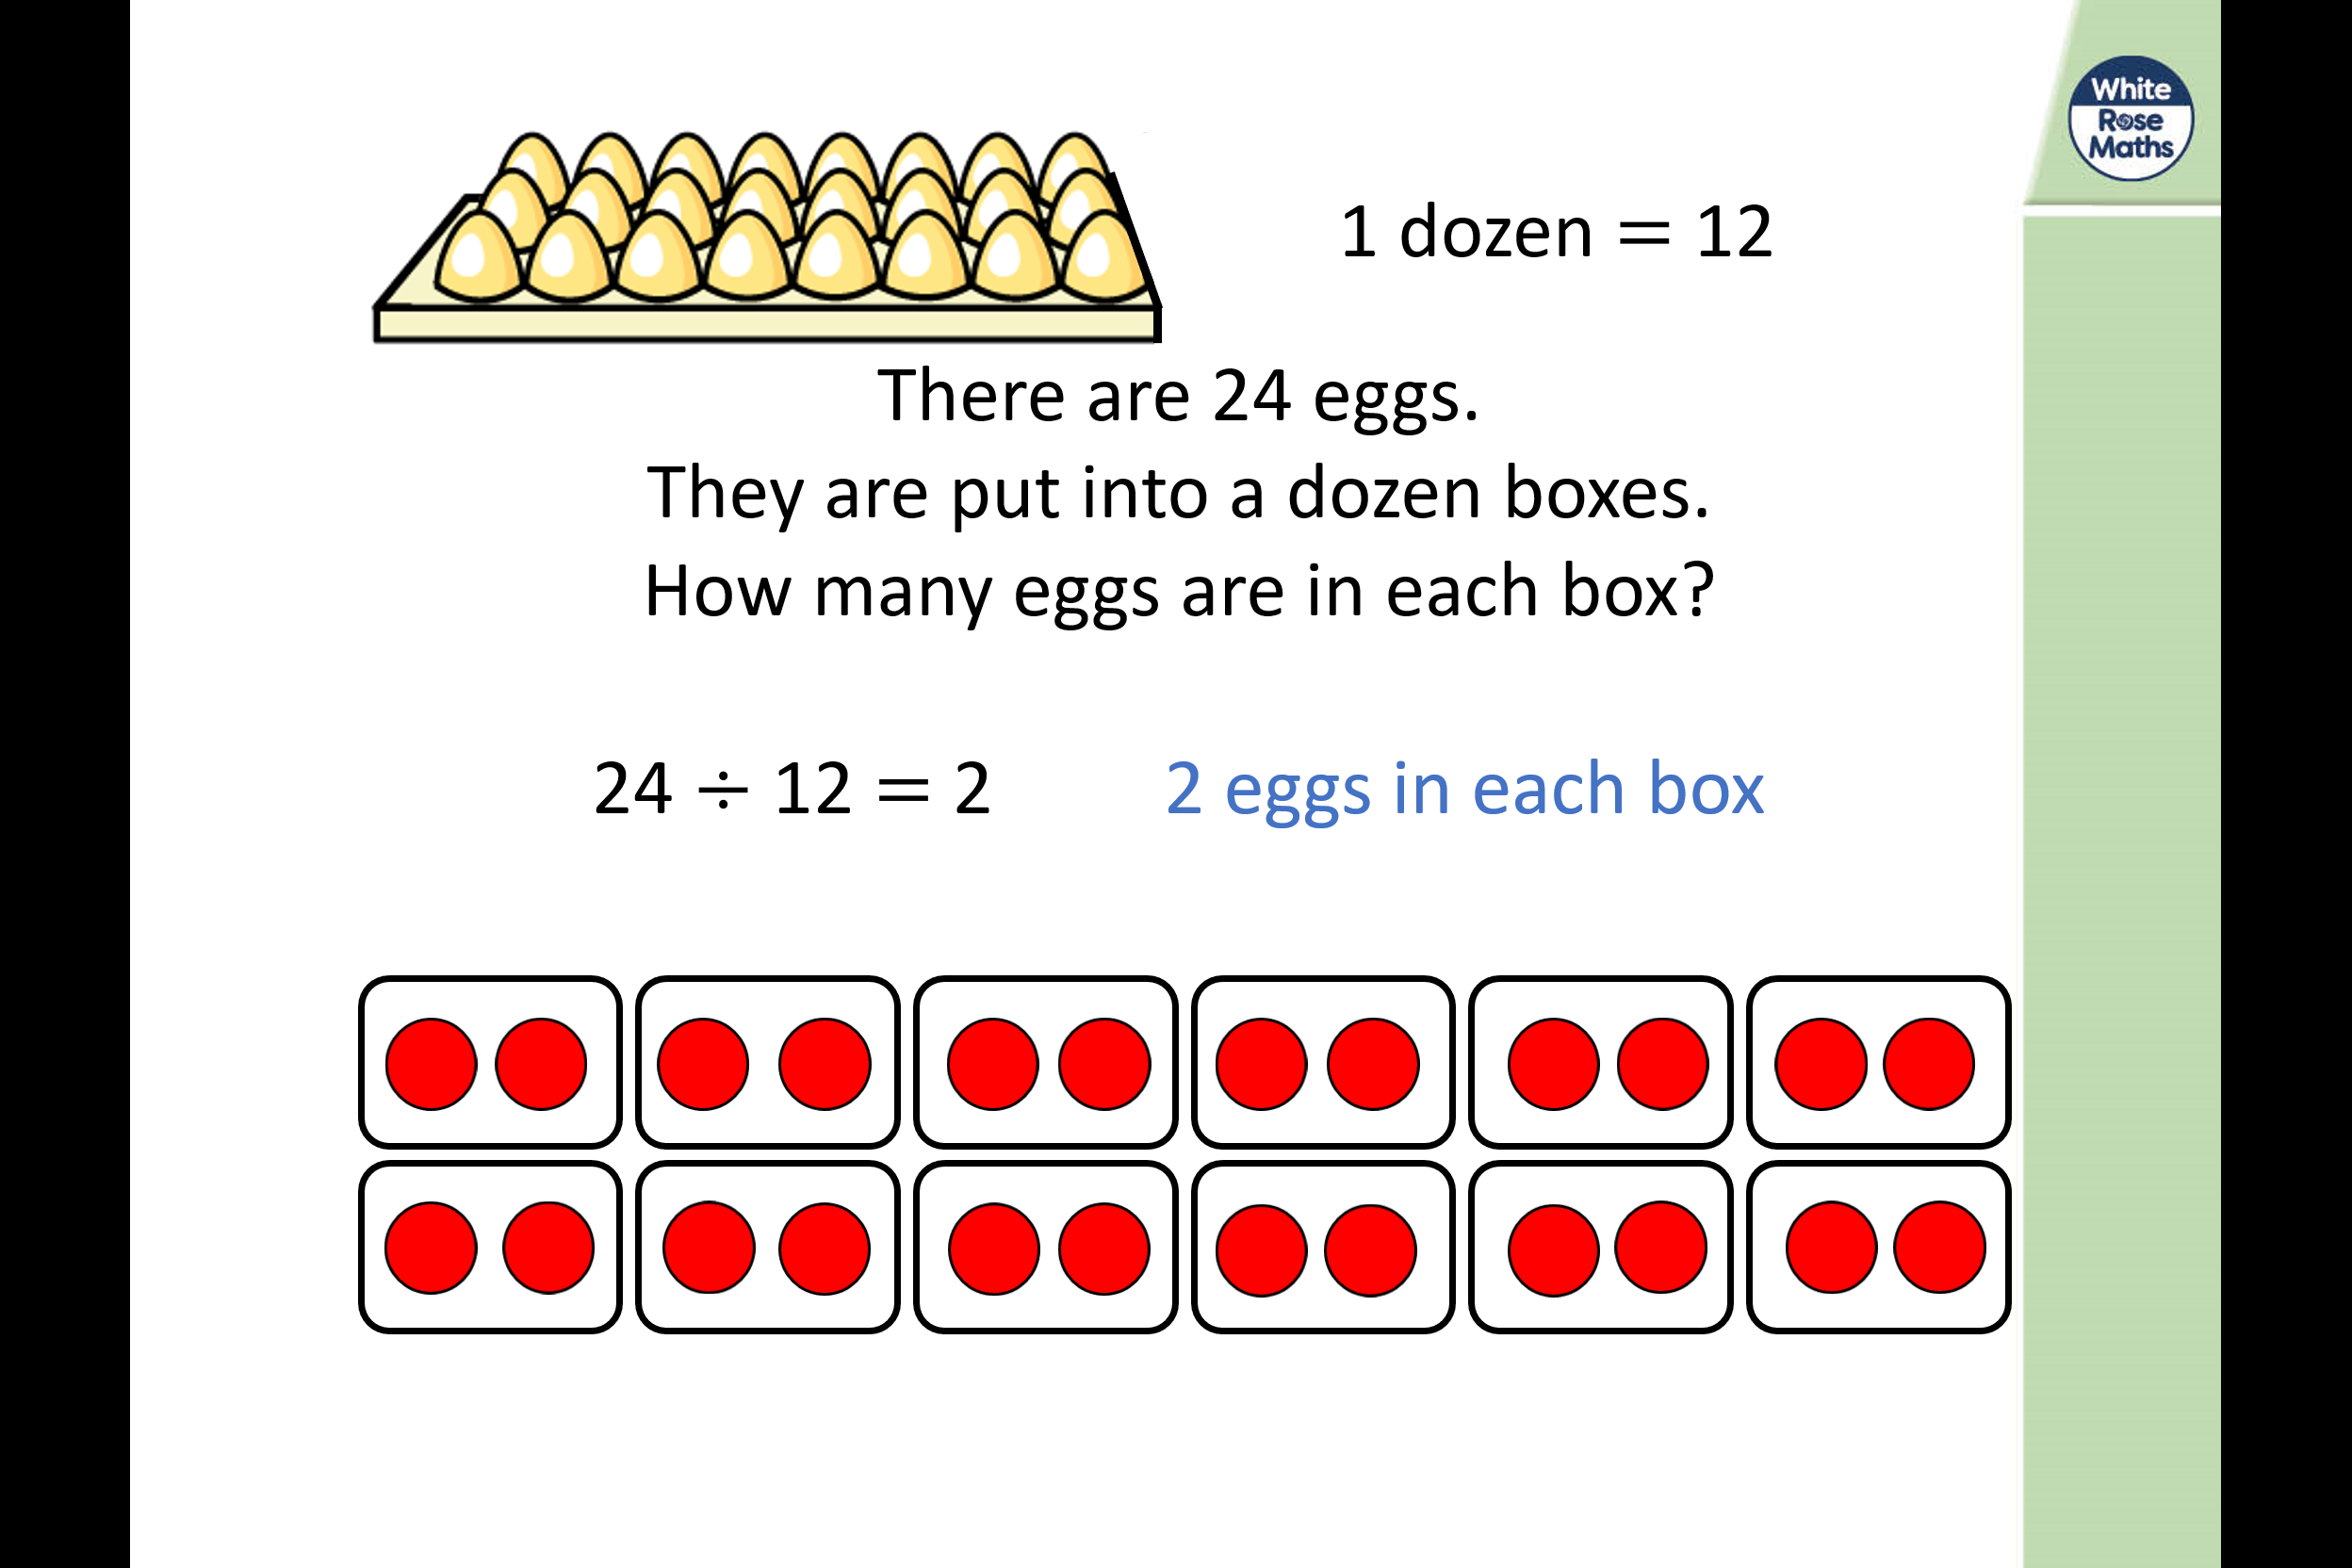 White
Rose
Maths
1 dozen = 12
There are 24 eggs.
They are put into a dozen boxes.
How many eggs are in each box?
24 ÷ 12 = 2
2 eggs in each box